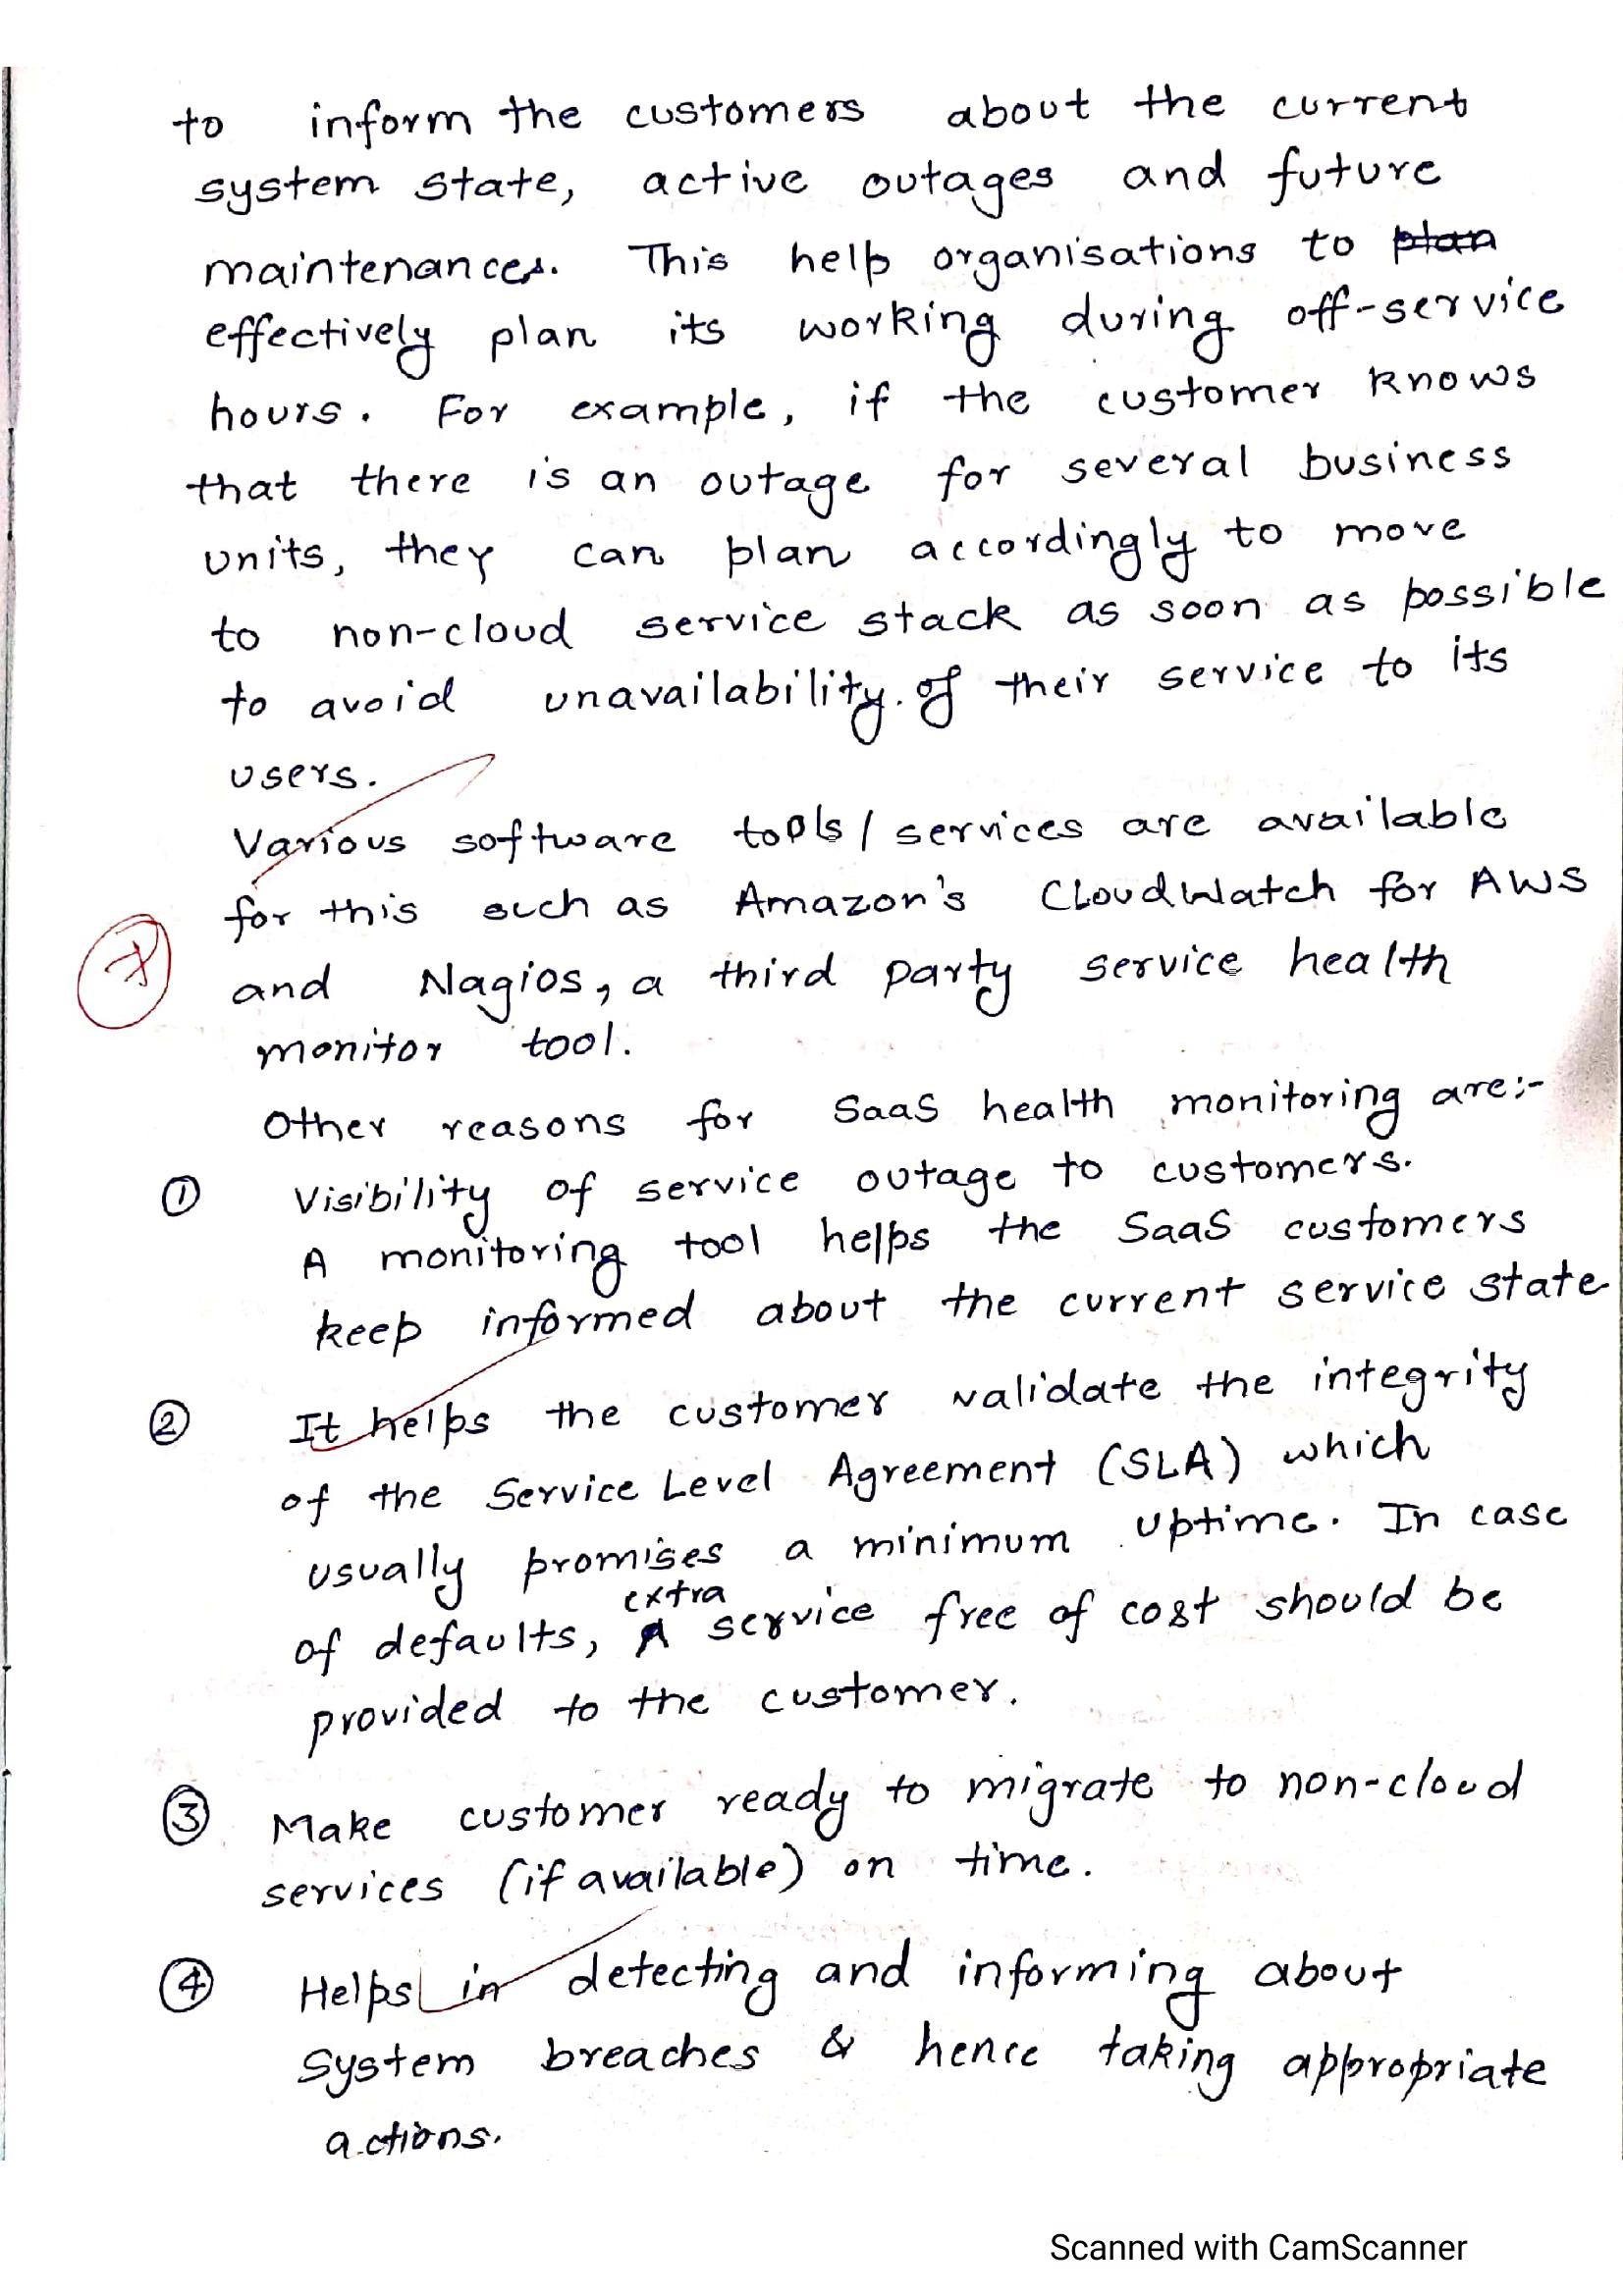 to inform the customers about the current
system state, active outages and future
maintenances. This help organisations to plan
effectively plan its working during off-service
hours. For example, if the customer knows
that there is an outage for several business
units, they can plan accordingly to move
to non-cloud service stack as soon as possible
to avoid unavailability of their service to its
users.
Various software tools/services are available
for this such as Amazon's CloudWatch for AWS
and Nagios, a third party service health
monitor tool.
Other reasons for SaaS health monitoring are:-
① Visibility of service outage to customers.
A monitoring tool helps the SaaS customers
keep informed about the current service state
② It helps the customer validate the integrity
of the Service Level Agreement (SLA) which
usually promises a minimum uptime. In case
extra
of defaults, service free of cost should be
provided to the customer.
③ Make customer ready to migrate to non-cloud
services (if available) on time.
④ Helps in detecting and informing about
System breaches & hence taking appropriate
actions.
Scanned with CamScanner